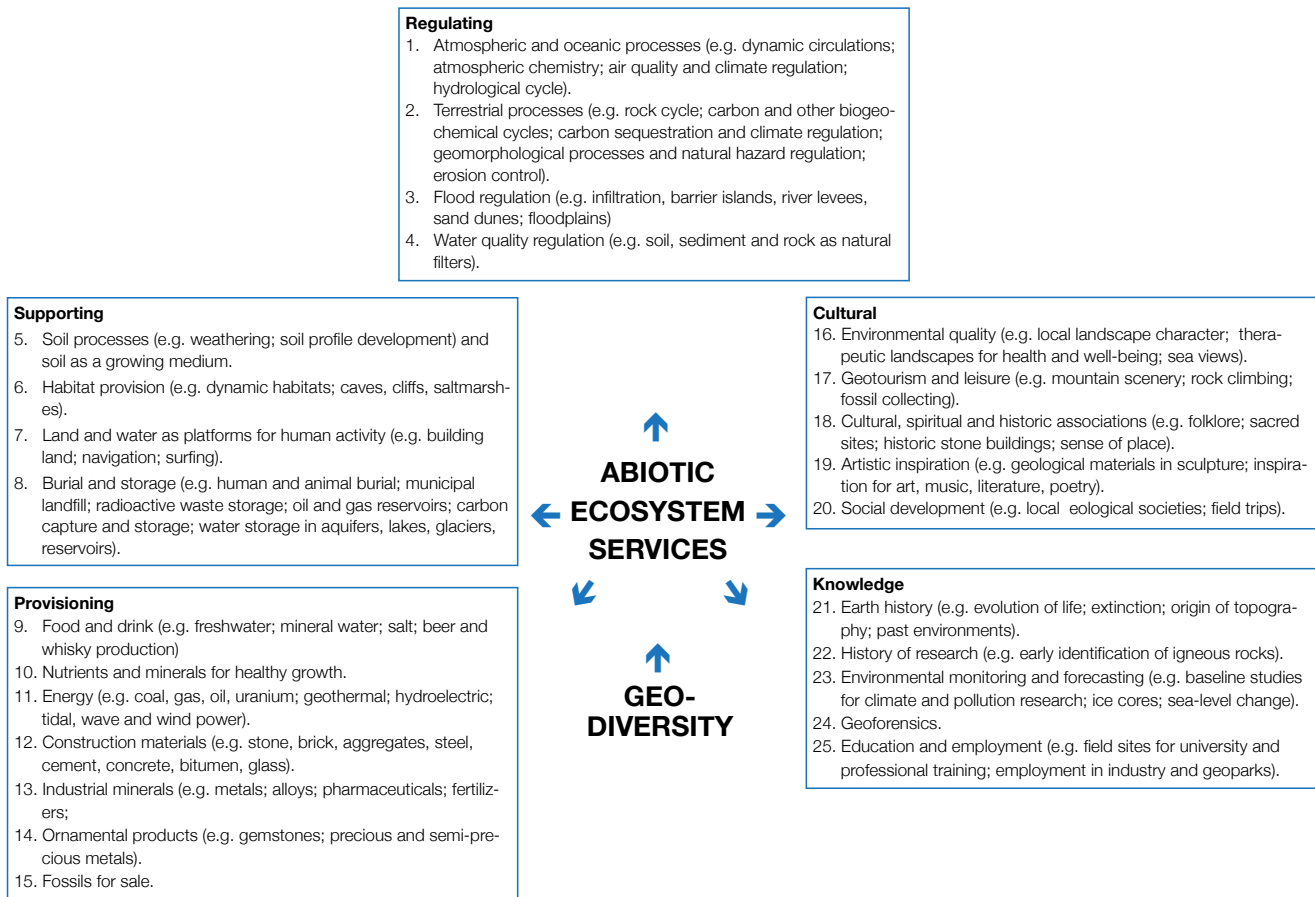 Regulating
1. Atmospheric and oceanic processes (e.g. dynamic circulations;
atmospheric chemistry; air quality and climate regulation;
hydrological cycle).
2. Terrestrial processes (e.g. rock cycle; carbon and other biogeo-
chemical cycles; carbon sequestration and climate regulation;
geomorphological processes and natural hazard regulation;
erosion control).
3. Flood regulation (e.g. infiltration, barrier islands, river levees,
sand dunes; floodplains)
4. Water quality regulation (e.g. soil, sediment and rock as natural
filters).
Supporting
5. Soil processes (e.g. weathering; soil profile development) and
soil as a growing medium.
6. Habitat provision (e.g. dynamic habitats; caves, cliffs, saltmarsh-
es).
7. Land and water as platforms for human activity (e.g. building
land; navigation; surfing).
8. Burial and storage (e.g. human and animal burial; municipal
landfill; radioactive waste storage; oil and gas reservoirs; carbon
capture and storage; water storage in aquifers, lakes, glaciers,
reservoirs).
Provisioning
9. Food and drink (e.g. freshwater; mineral water; salt; beer and
whisky production)
10. Nutrients and minerals for healthy growth.
11. Energy (e.g. coal, gas, oil, uranium; geothermal; hydroelectric;
tidal, wave and wind power).
12. Construction materials (e.g. stone, brick, aggregates, steel,
cement, concrete, bitumen, glass).
13. Industrial minerals (e.g. metals; alloys; pharmaceuticals; fertiliz-
ers;
14. Ornamental products (e.g. gemstones; precious and semi-pre-
cious metals).
15. Fossils for sale.
ABIOTIC
ECOSYSTEM
SERVICES
GEO-
DIVERSITY
Cultural
16. Environmental quality (e.g. local landscape character; thera-
peutic landscapes for health and well-being; sea views).
17. Geotourism and leisure (e.g. mountain scenery; rock climbing;
fossil collecting).
18. Cultural, spiritual and historic associations (e.g. folklore; sacred
sites; historic stone buildings; sense of place).
19. Artistic inspiration (e.g. geological materials in sculpture; inspira-
tion for art, music, literature, poetry).
20. Social development (e.g. local eological societies; field trips).
Knowledge
21. Earth history (e.g. evolution of life; extinction; origin of topogra-
phy; past environments).
22. History of research (e.g. early identification of igneous rocks).
23. Environmental monitoring and forecasting (e.g. baseline studies
for climate and pollution research; ice cores; sea-level change).
24. Geoforensics.
25. Education and employment (e.g. field sites for university and
professional training; employment in industry and geoparks).